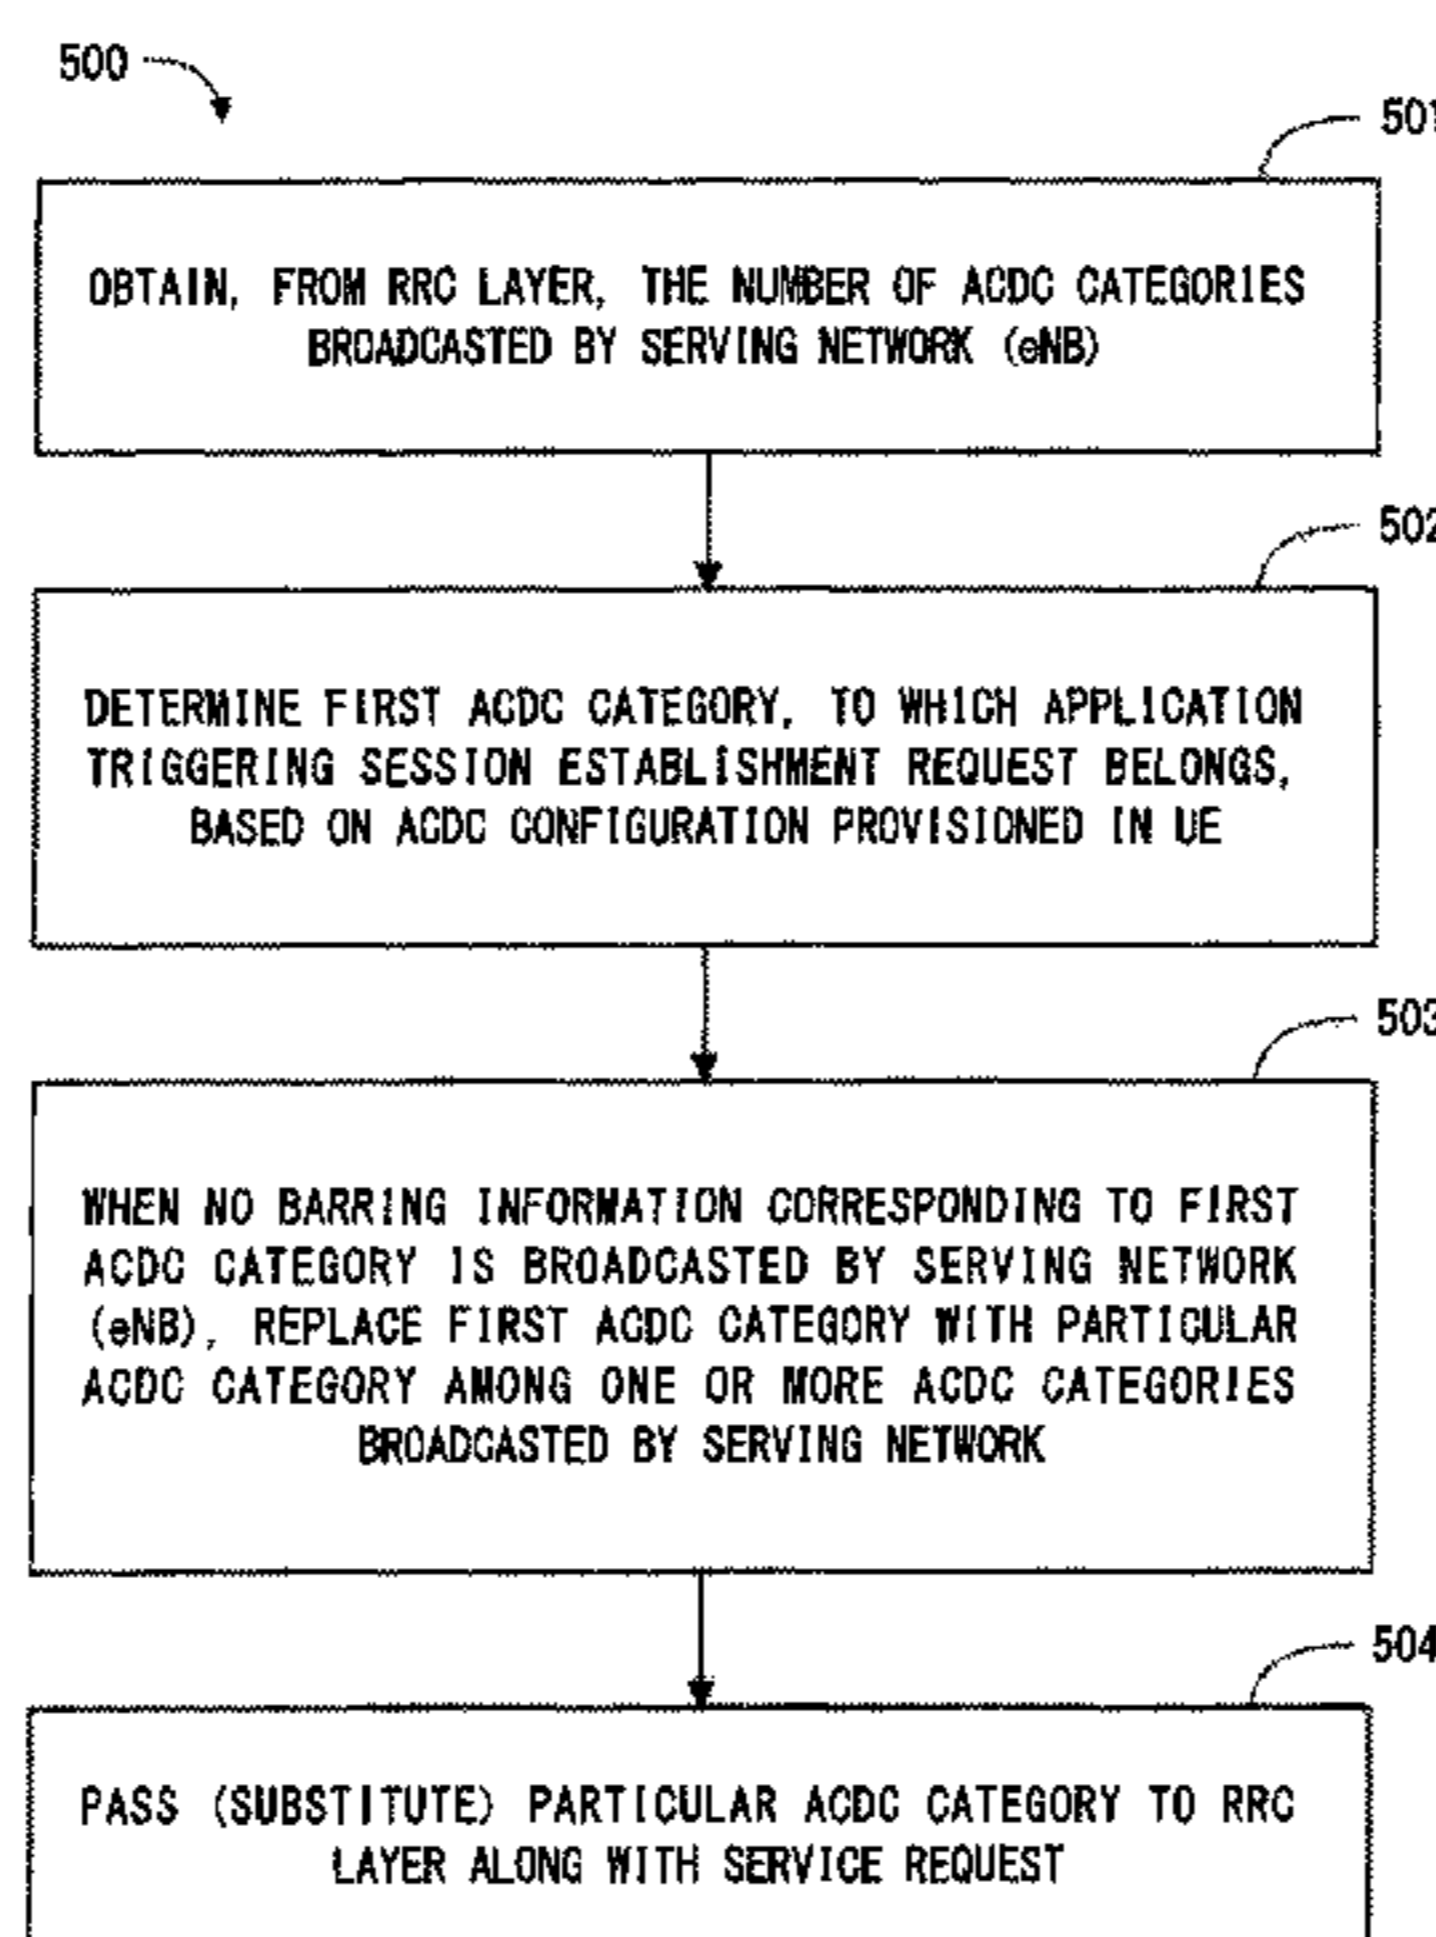 500
501
OBTAIN, FROM RRC LAYER, THE NUMBER OF ACDC CATEGORIES
BROADCASTED BY SERVING NETWORK (eNB)
502
DETERMINE FIRST ACDC CATEGORY, TO WHICH APPLICATION
TRIGGERING SESSION ESTABLISHMENT REQUEST BELONGS,
BASED ON ACDC CONFIGURATION PROVISIONED IN UE
503
WHEN NO BARRING INFORMATION CORRESPONDING TO FIRST
ACDC CATEGORY IS BROADCASTED BY SERVING NETWORK
(eNB), REPLACE FIRST ACDC CATEGORY WITH PARTICULAR
ACDC CATEGORY AMONG ONE OR MORE ACDC CATEGORIES
BROADCASTED BY SERVING NETWORK
504
PASS (SUBSTITUTE) PARTICULAR ACDC CATEGORY TO RRC
LAYER ALONG WITH SERVICE REQUEST